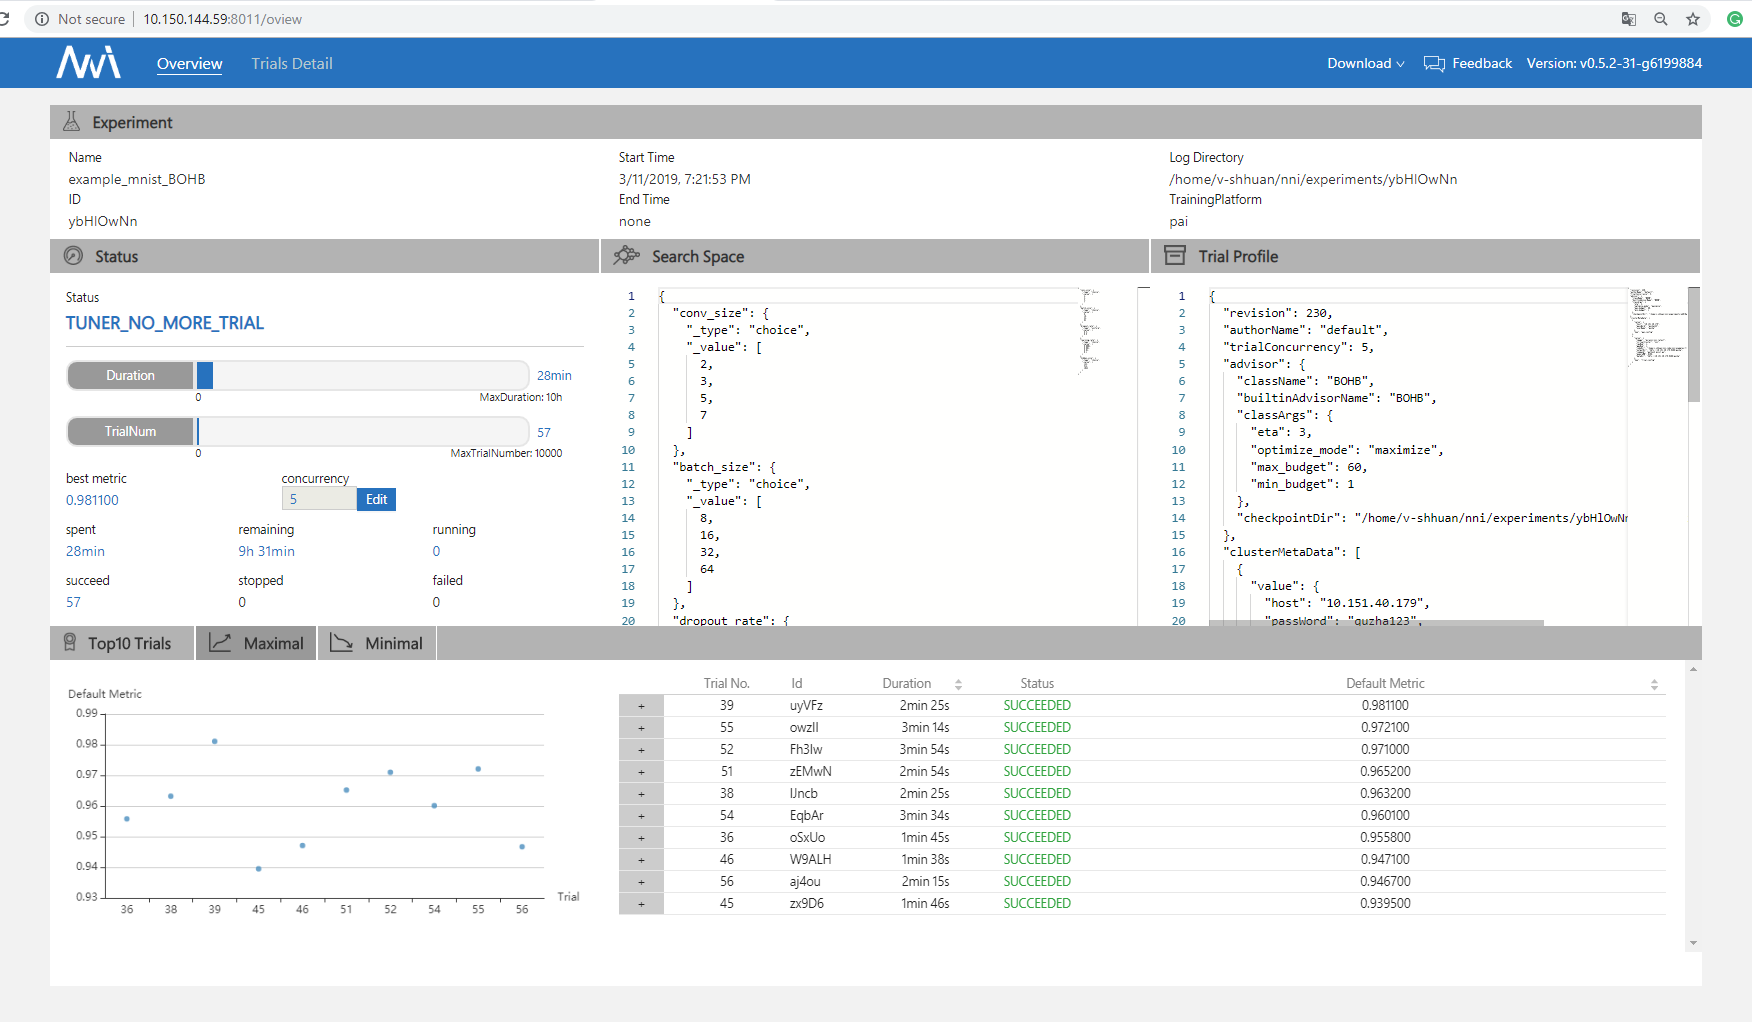 Not secure | 10.150.144.59:8011/oview
Overview Trials Detail Download Feedback Version: v0.5.2-31-g6199884
Experiment
Name
example_mnist_BOHB
ID
ybHlOwNn
Start Time
3/11/2019, 7:21:53 PM
End Time
none
Log Directory
/home/v-shhuan/nni/experiments/ybHlOwNn
TrainingPlatform
pai
Status
Status
TUNER_NO_MORE_TRIAL
Duration 28min
0 MaxDuration: 10h
TrialNum 57
0 MaxTrialNumber: 10000
best metric concurrency
0.981100 5 Edit
spent remaining running
28min 9h 31min 0
succeed stopped failed
57 0 0
Search Space
1 {
2 "conv_size": {
3 "_type": "choice",
4 "_value": [
5 2,
6 3,
7 5,
8 7
9 ]
10 },
11 "batch_size": {
12 "_type": "choice",
13 "_value": [
14 8,
15 16,
16 32,
17 64
18 ]
19 },
20 "dropout_rate": {
Trial Profile
1 {
2 "revision": 230,
3 "authorName": "default",
4 "trialConcurrency": 5,
5 "advisor": {
6 "className": "BOHB",
7 "builtinAdvisorName": "BOHB",
8 "classArgs": {
9 "eta": 3,
10 "optimize_mode": "maximize",
11 "max_budget": 60,
12 "min_budget": 1
13 },
14 "checkpointDir": "/home/v-shhuan/nni/experiments/ybHlOwNn
15 },
16 "clusterMetaData": [
17 {
18 "value": {
19 "host": "10.151.40.179",
20 "passWord": "quzha123",
Top10 Trials Maximal Minimal
Default Metric
0.99
0.98
0.97
0.96
0.95
0.94
0.93
36 38 39 45 46 51 52 54 55 56
Trial
Trial No. Id Duration Status Default Metric
+ 39 uyVFz 2min 25s SUCCEEDED 0.981100
+ 55 owzIl 3min 14s SUCCEEDED 0.972100
+ 52 Fh3Iw 3min 54s SUCCEEDED 0.971000
+ 51 zEMwN 2min 54s SUCCEEDED 0.965200
+ 38 lJncb 2min 25s SUCCEEDED 0.963200
+ 54 EqbAr 3min 34s SUCCEEDED 0.960100
+ 36 oSxUo 1min 45s SUCCEEDED 0.955800
+ 46 W9ALH 1min 38s SUCCEEDED 0.947100
+ 56 aj4ou 2min 15s SUCCEEDED 0.946700
+ 45 zx9D6 1min 46s SUCCEEDED 0.939500